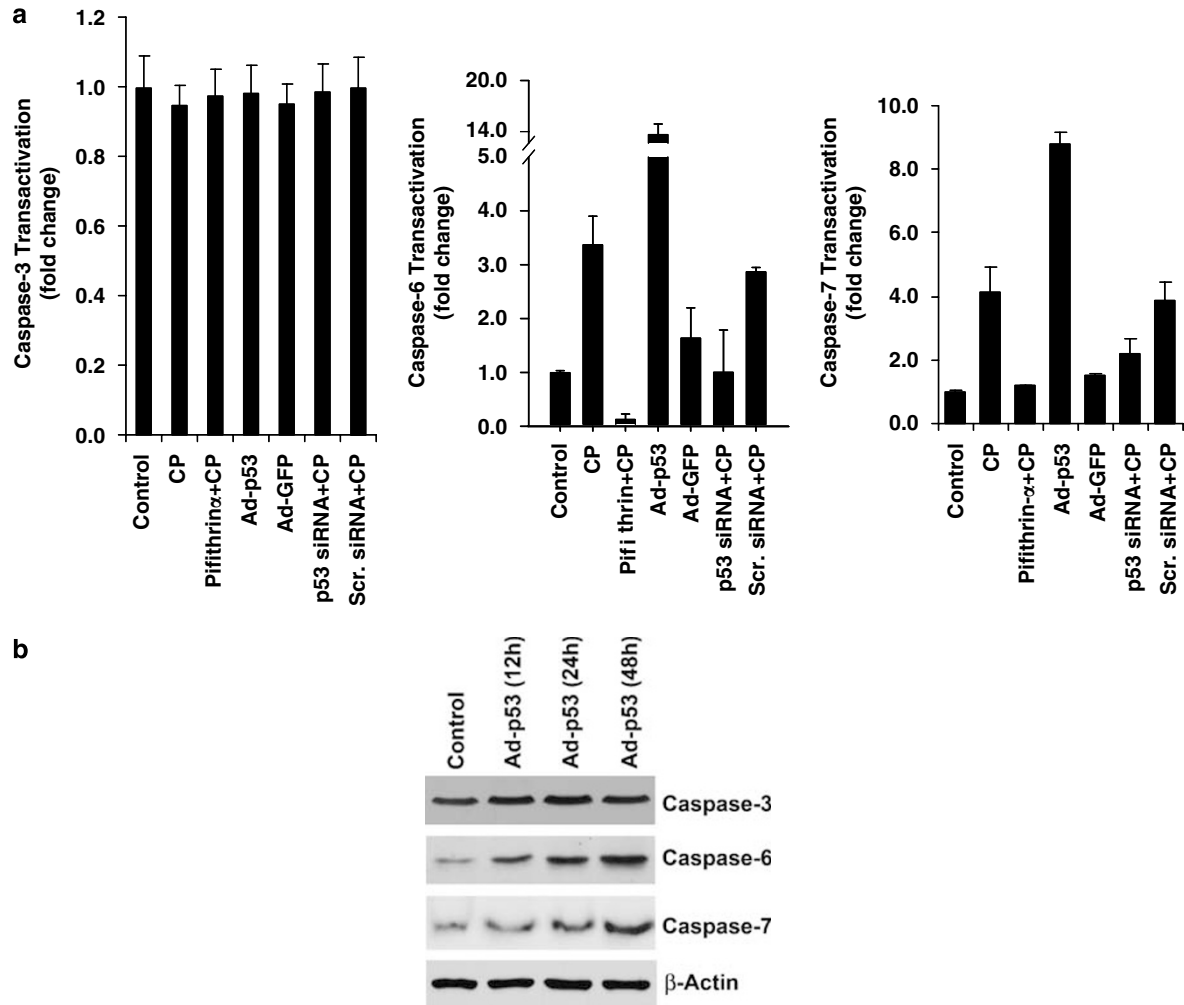 a
Caspase-3 Transactivation
(fold change)
1.2
1.0
0.8
0.6
0.4
0.2
0.0
Control
CP
Pifithrinα+CP
Ad-p53
Ad-GFP
p53 siRNA+CP
Scr. siRNA+CP
Caspase-6 Transactivation
(fold change)
20.0
14.0
5.0
4.0
3.0
2.0
1.0
0.0
Control
CP
Pifi thrin+CP
Ad-p53
Ad-GFP
p53 siRNA+CP
Scr. siRNA+CP
Caspase-7 Transactivation
(fold change)
10.0
8.0
6.0
4.0
2.0
0.0
Control
CP
Pifithrin-α+CP
Ad-p53
Ad-GFP
p53 siRNA+CP
Scr. siRNA+CP
b
Control
Ad-p53 (12h)
Ad-p53 (24h)
Ad-p53 (48h)
Caspase-3
Caspase-6
Caspase-7
β-Actin